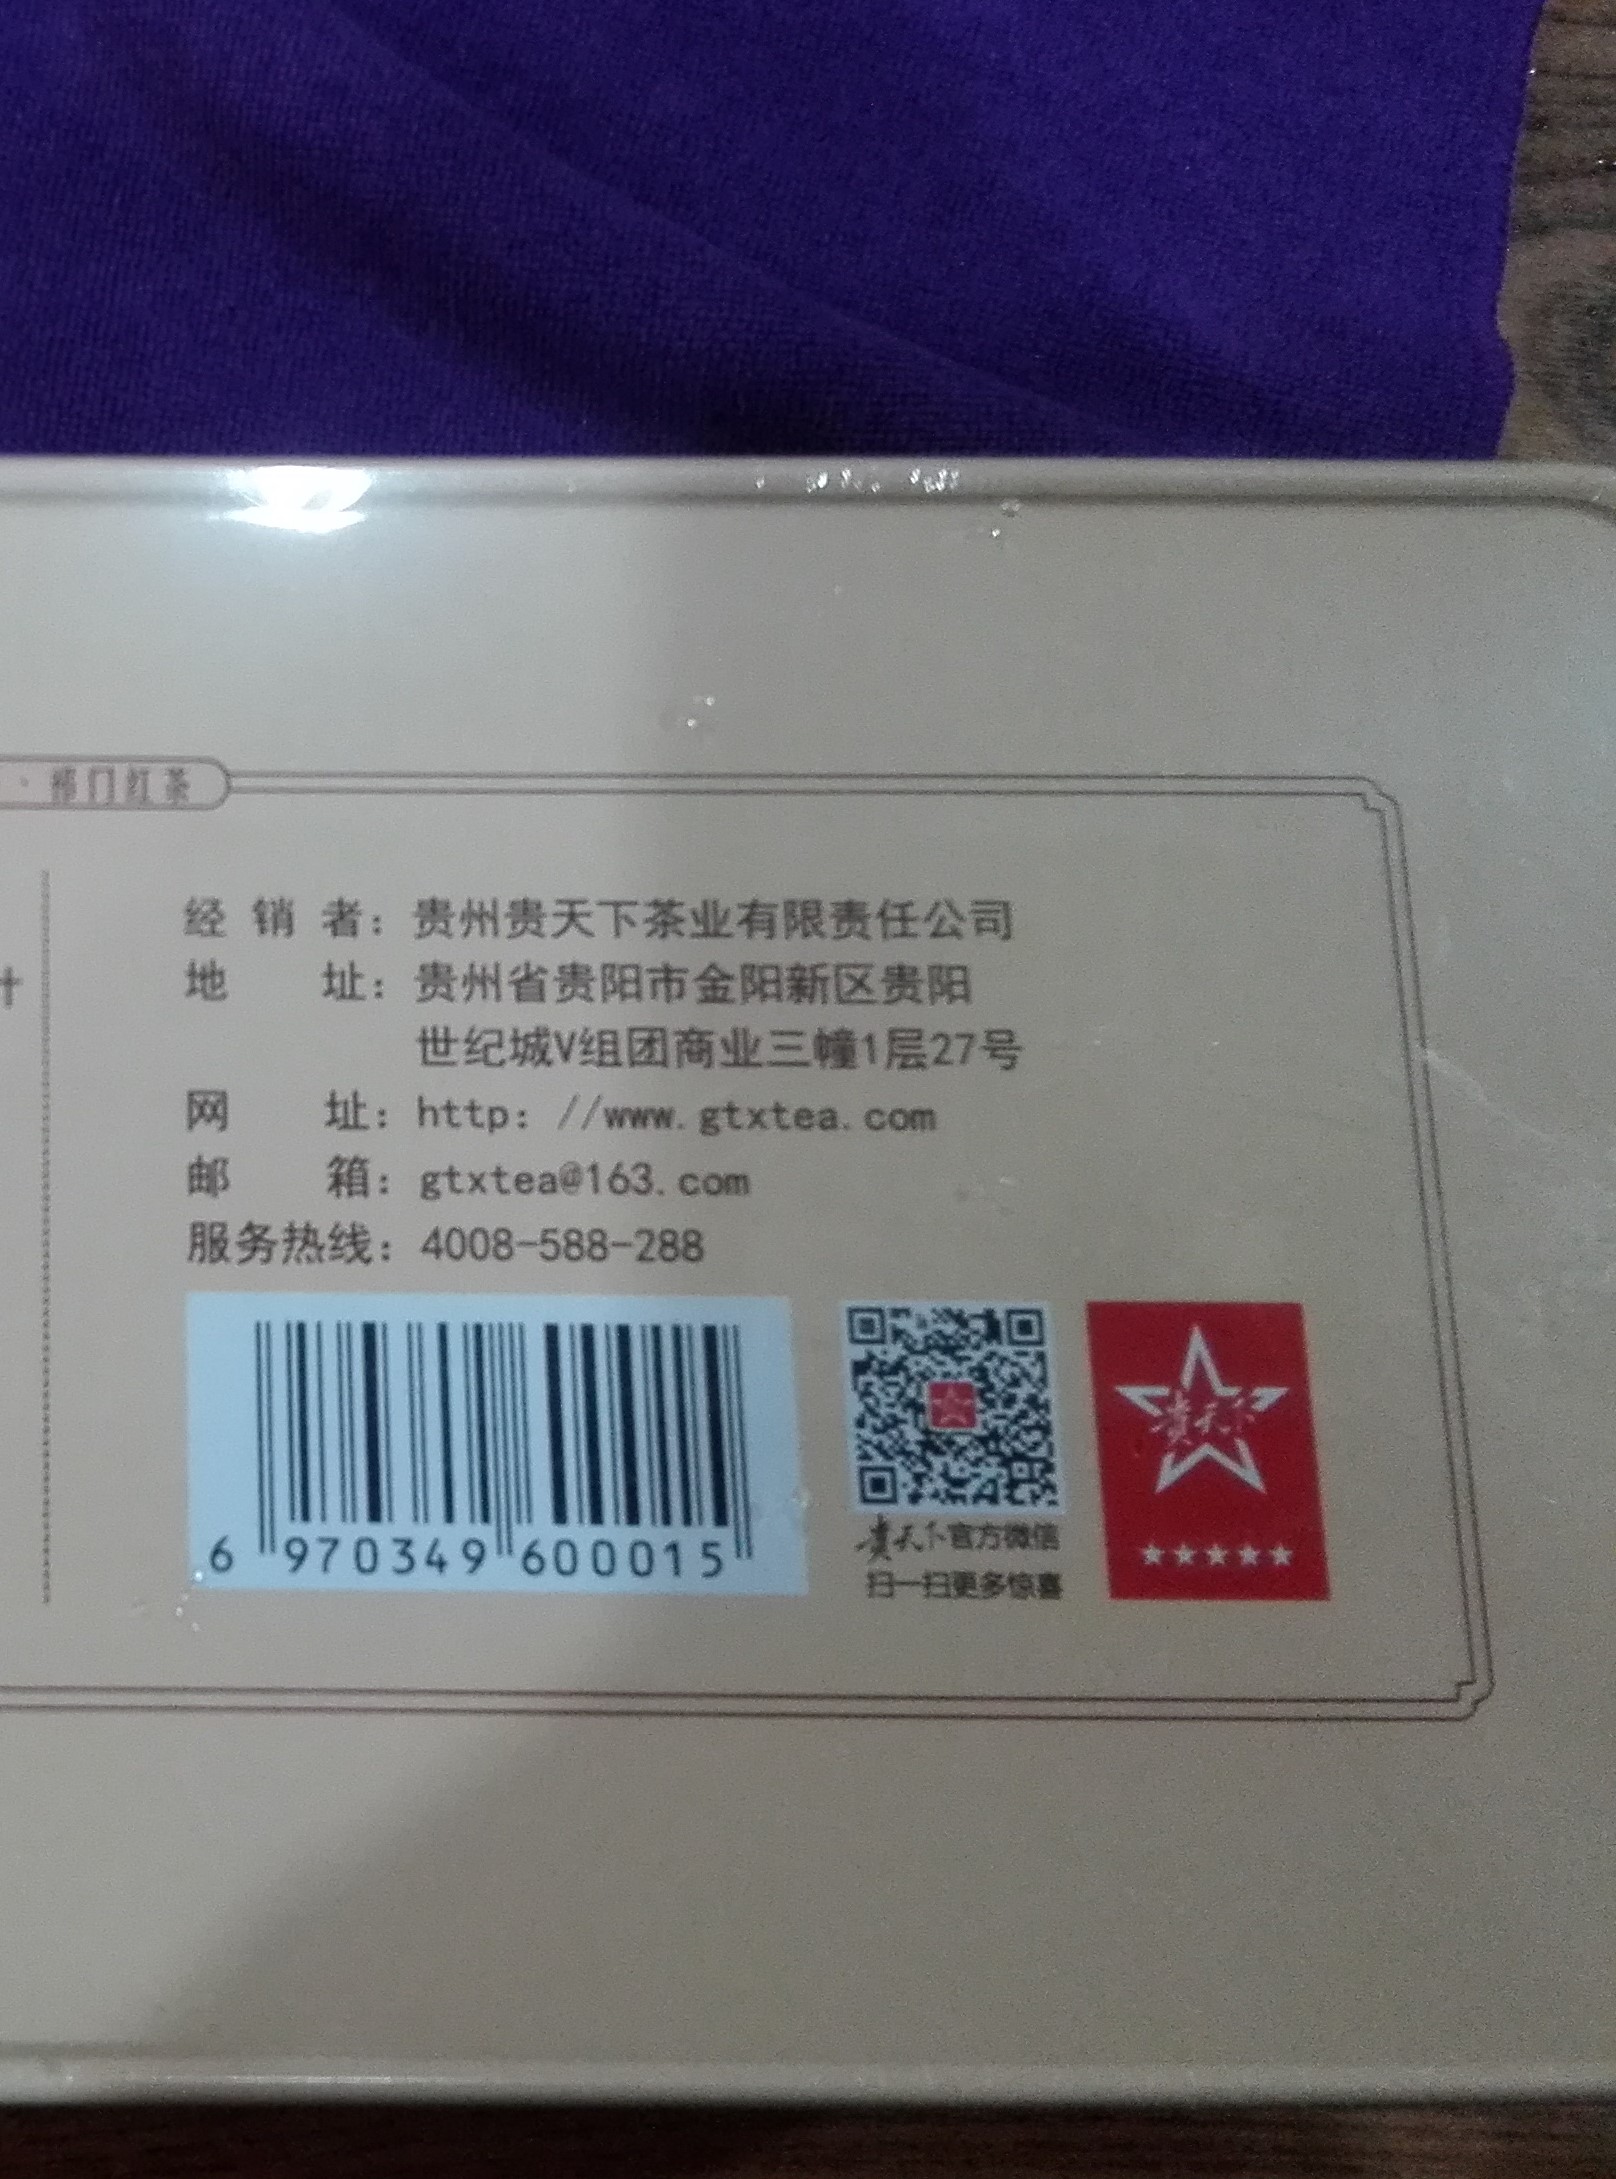 · 祁门红茶
经销者：贵州贵天下茶业有限责任公司
地址：贵州省贵阳市金阳新区贵阳
世纪城V组团商业三幢1层27号
网址：http：//www.gtxtea.com
邮箱：gtxtea@163.com
服务热线：4008-588-288
6 970349 600015
贵天下官方微信
扫一扫更多惊喜
贵天下